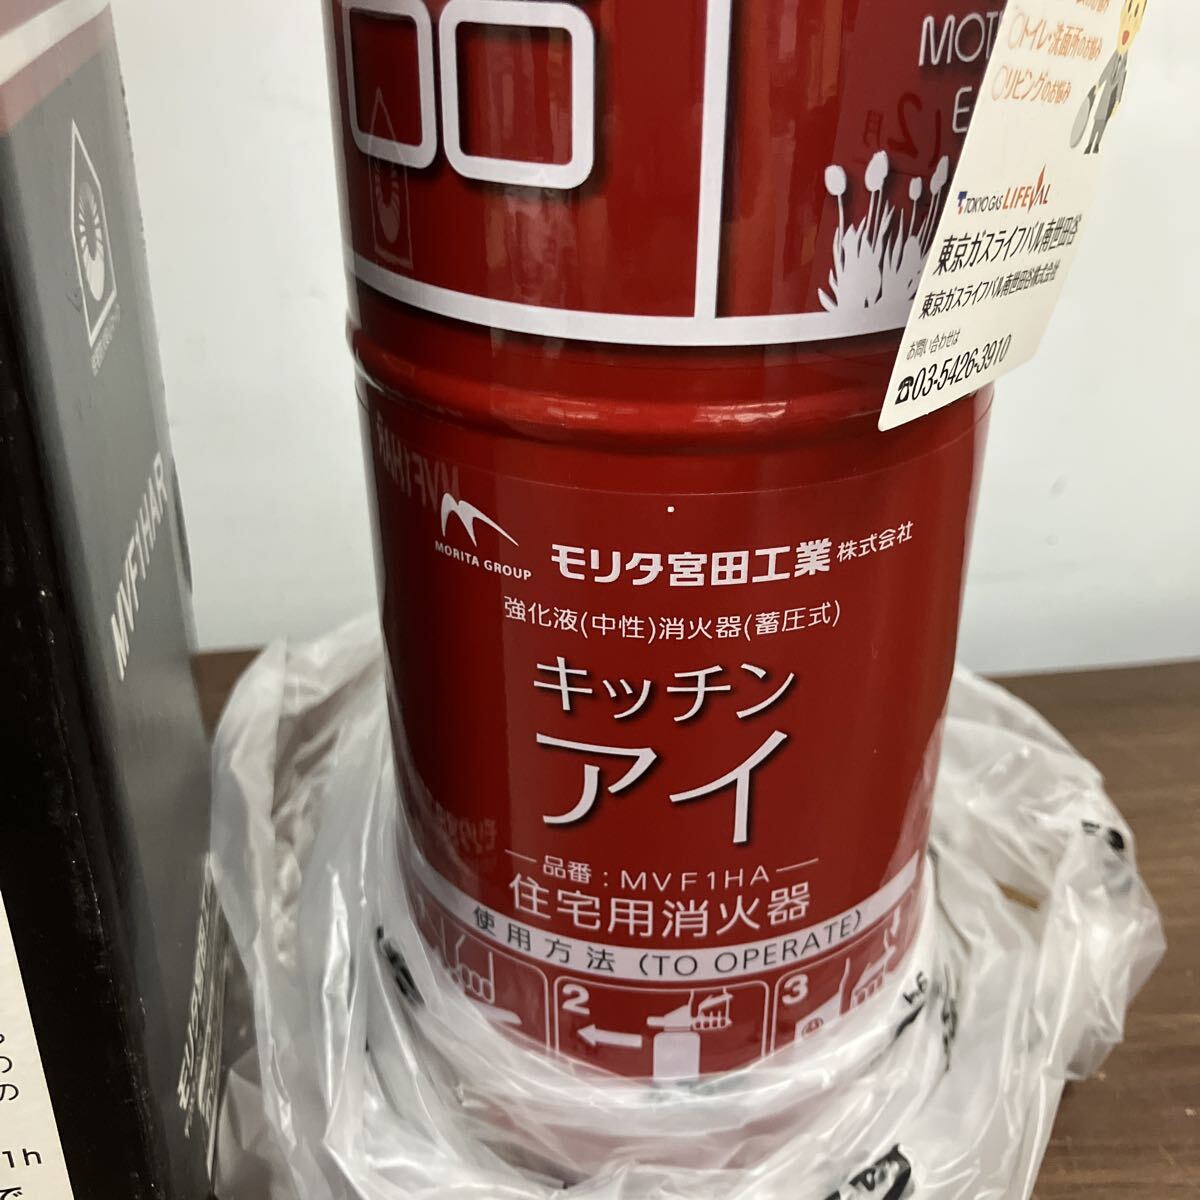 MOT
E
トイレ・洗面所のお悩み
リビングのお悩み
TOKYO GAS LIFEVAL
東京ガスライフバル南世田谷
東京ガスライフバル南世田谷株式会社
お問い合わせは
☎03-5426-3910
MVF1HAR
MORITA GROUP
モリタ宮田工業株式会社
強化液(中性)消火器(蓄圧式)
キッチン
アイ
品番：MVF1HA
住宅用消火器
使用方法 (TO OPERATE)
2
3
の
の
1h
で